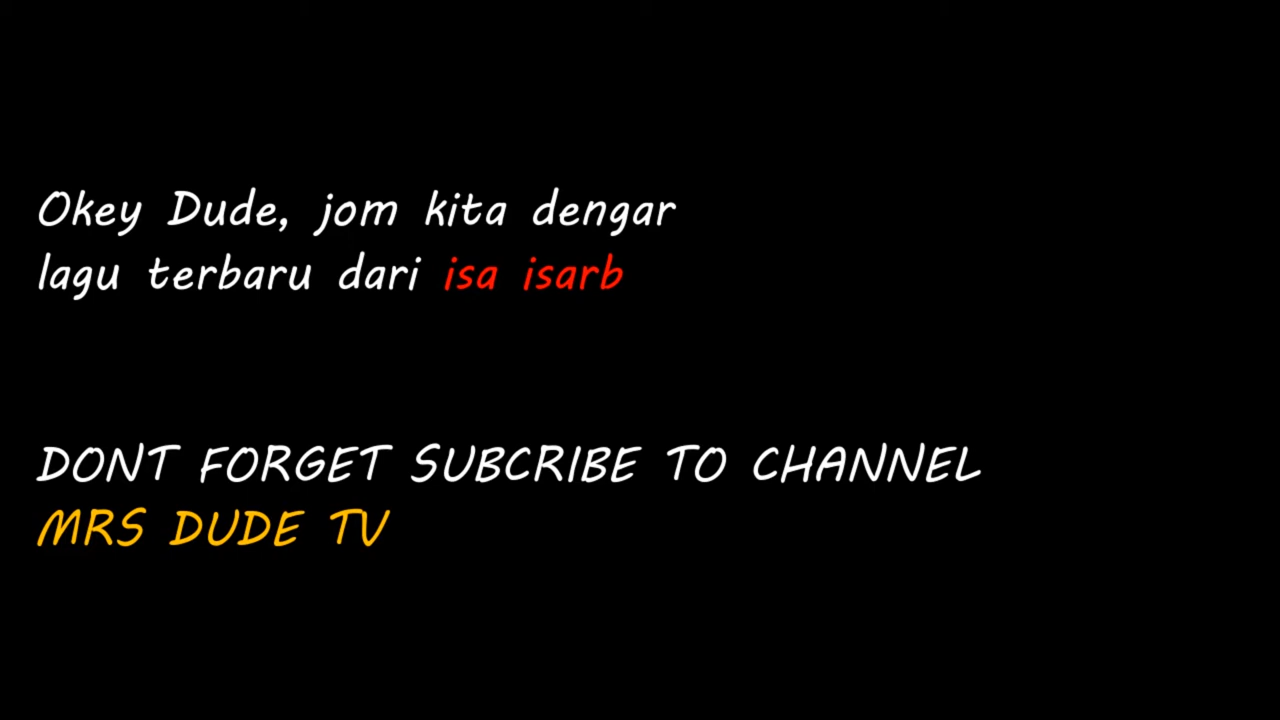 Okey Dude, jom kita dengar
lagu terbaru dari isa isarb
DONT FORGET SUBCRIBE TO CHANNEL
MRS DUDE TV